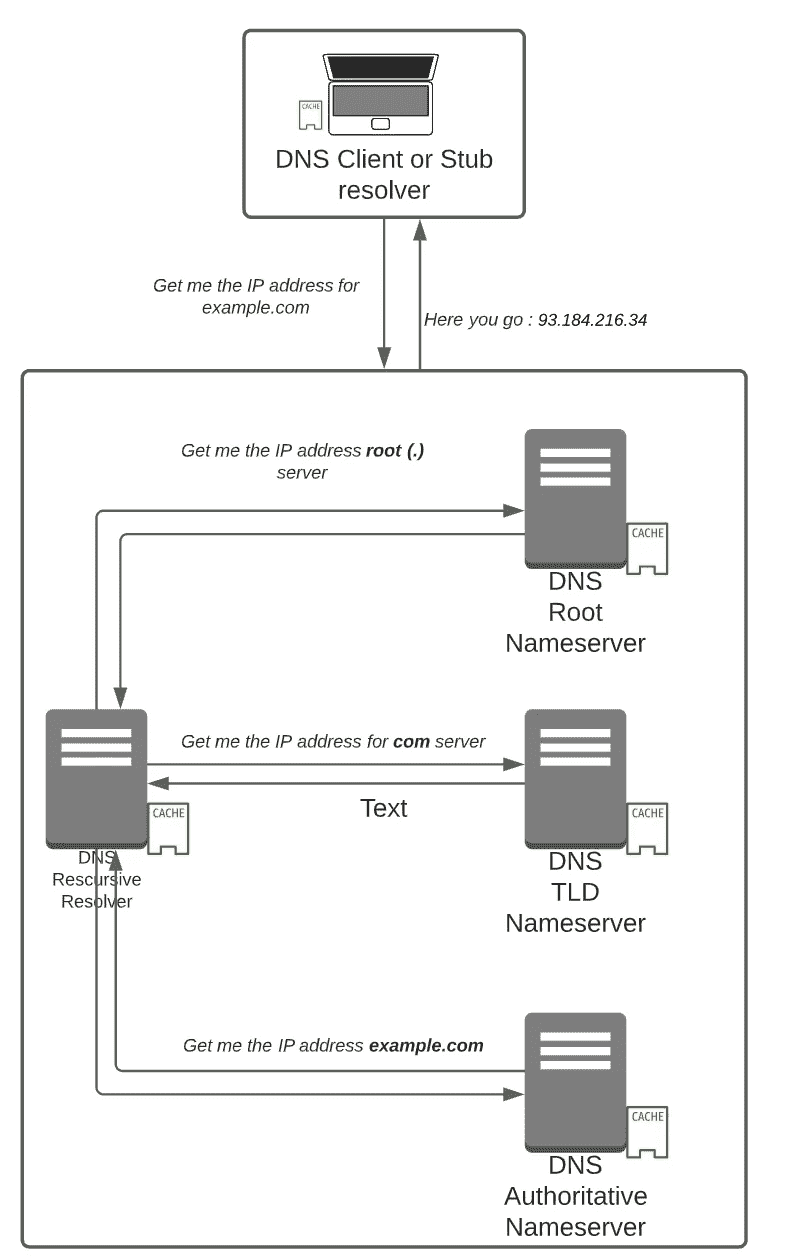 CACHE
DNS Client or Stub
resolver
Get me the IP address for
example.com
Here you go : 93.184.216.34
Get me the IP address root (.)
server
CACHE
DNS
Root
Nameserver
Get me the IP address for com server
Text
CACHE
DNS
Rescursive
Resolver
CACHE
DNS
TLD
Nameserver
Get me the IP address example.com
CACHE
DNS
Authoritative
Nameserver